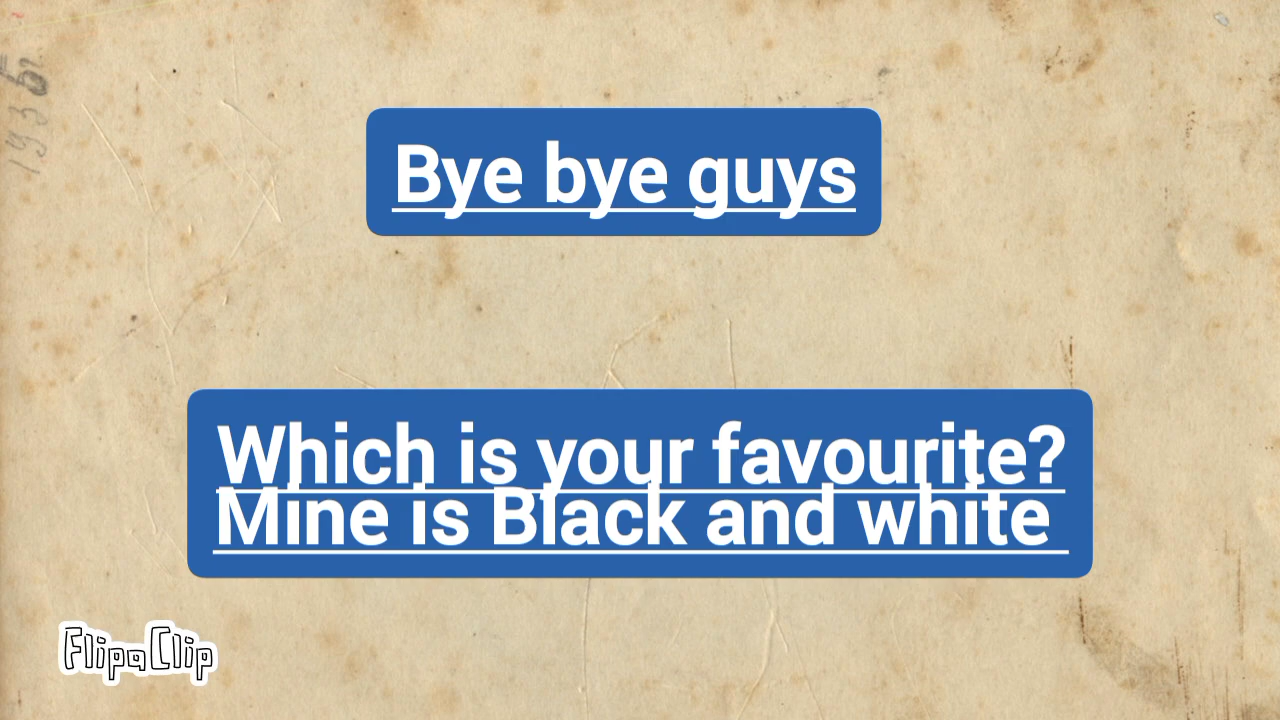 Bye bye guys
Which is your favourite?
Mine is Black and white
FlipaClip